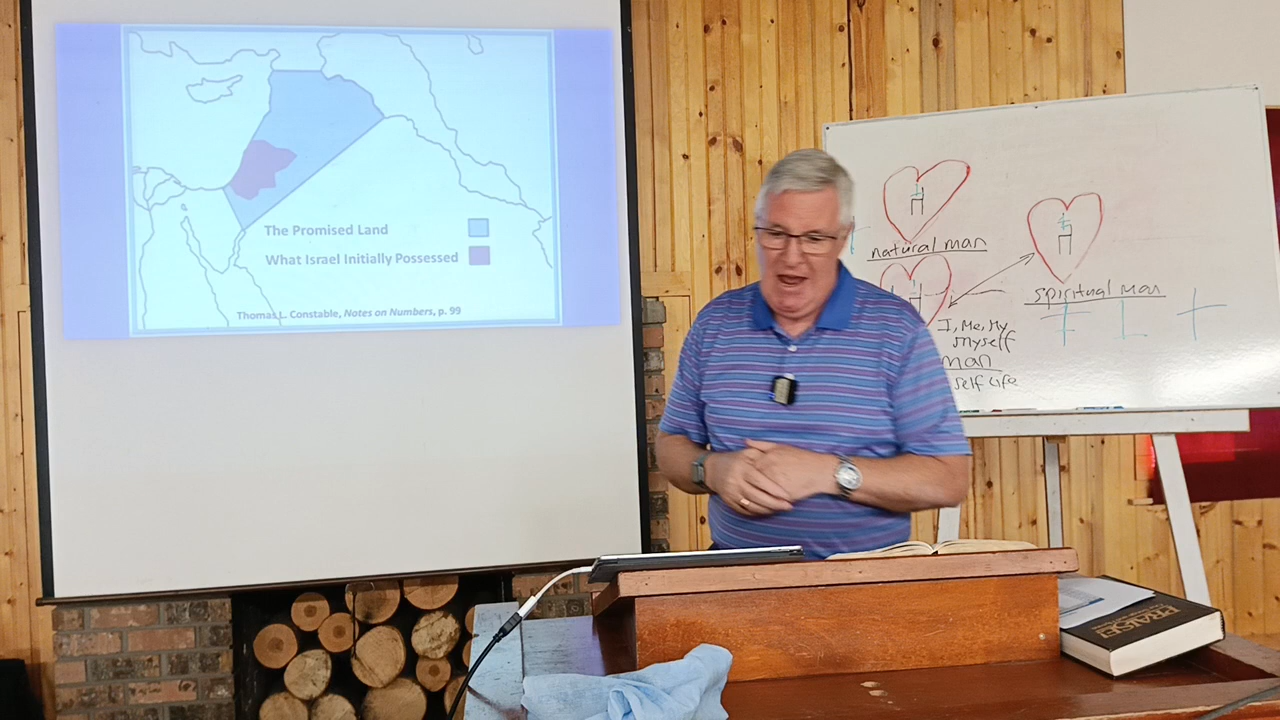 The Promised Land
What Israel Initially Possessed
Thomas L. Constable, Notes on Numbers, p. 99
natural man
spiritual man
I, Me, My
Myself
man
self life
PRAISE!